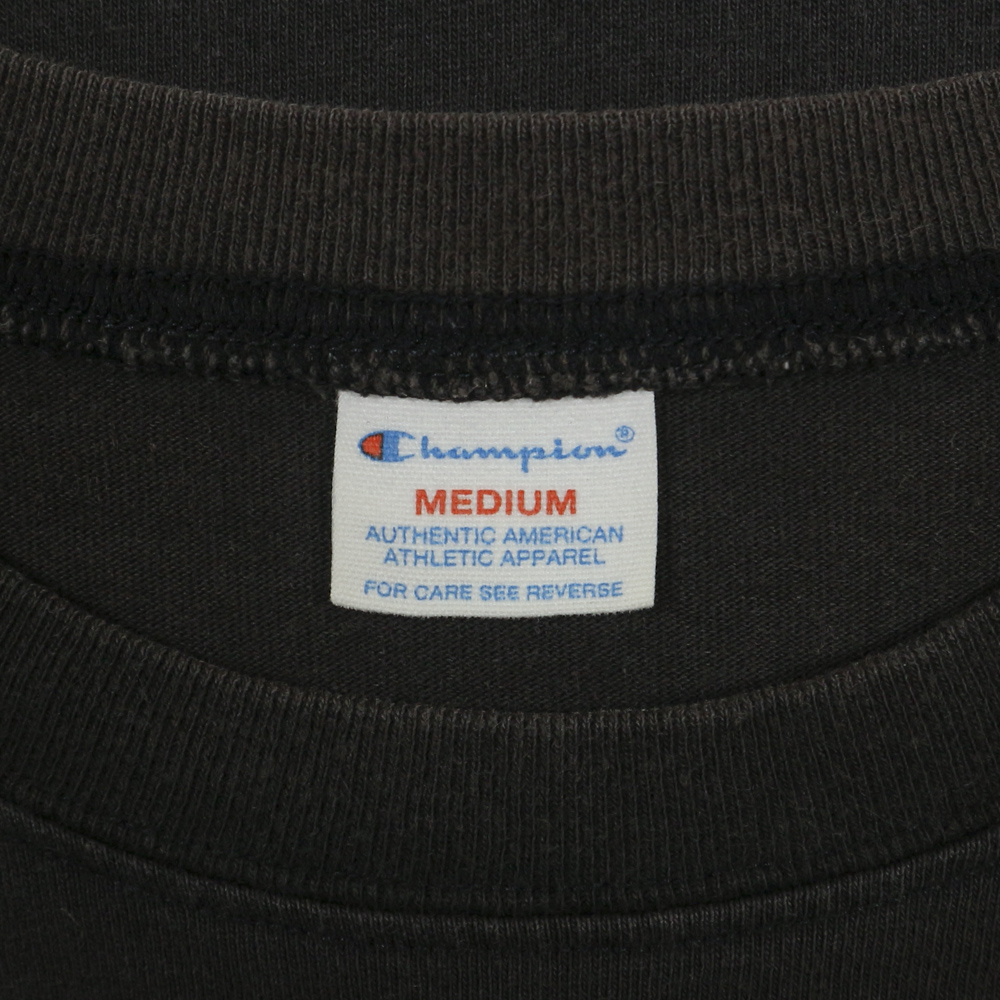 Champion®
MEDIUM
AUTHENTIC AMERICAN
ATHLETIC APPAREL
FOR CARE SEE REVERSE